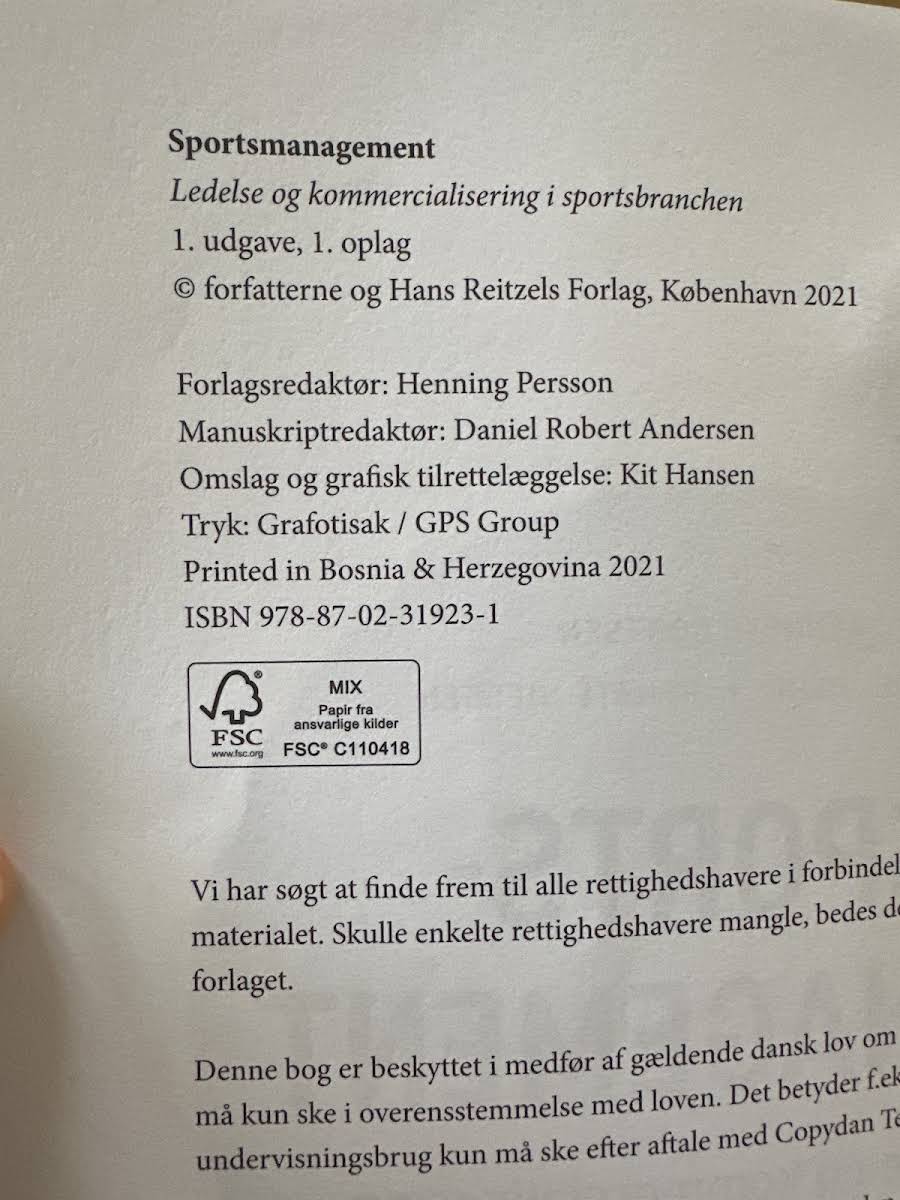 Sportsmanagement
Ledelse og kommercialisering i sportsbranchen
1. udgave, 1. oplag
© forfatterne og Hans Reitzels Forlag, København 2021
Forlagsredaktør: Henning Persson
Manuskriptredaktør: Daniel Robert Andersen
Omslag og grafisk tilrettelæggelse: Kit Hansen
Tryk: Grafotisak / GPS Group
Printed in Bosnia & Herzegovina 2021
ISBN 978-87-02-31923-1
FSC
www.fsc.org
MIX
Papir fra
ansvarlige kilder
FSC® C110418
Vi har søgt at finde frem til alle rettighedshavere i forbindel
materialet. Skulle enkelte rettighedshavere mangle, bedes de
forlaget.
Denne bog er beskyttet i medfør af gældende dansk lov om
må kun ske i overensstemmelse med loven. Det betyder f.ek
undervisningsbrug kun må ske efter aftale med Copydan Te